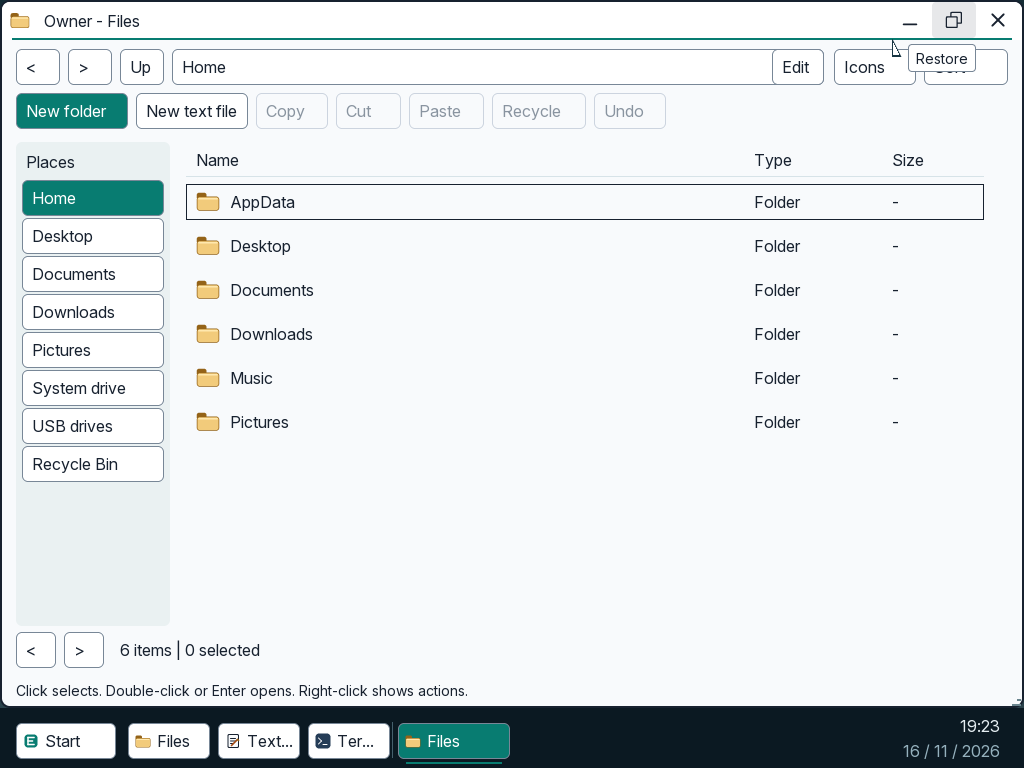 Owner - Files
< > Up Home Edit Icons
Restore
New folder New text file Copy Cut Paste Recycle Undo
Places
Home
Desktop
Documents
Downloads
Pictures
System drive
USB drives
Recycle Bin
Name Type Size
AppData Folder -
Desktop Folder -
Documents Folder -
Downloads Folder -
Music Folder -
Pictures Folder -
< > 6 items | 0 selected
Click selects. Double-click or Enter opens. Right-click shows actions.
Start Files Text... Ter... Files
19:23
16 / 11 / 2026